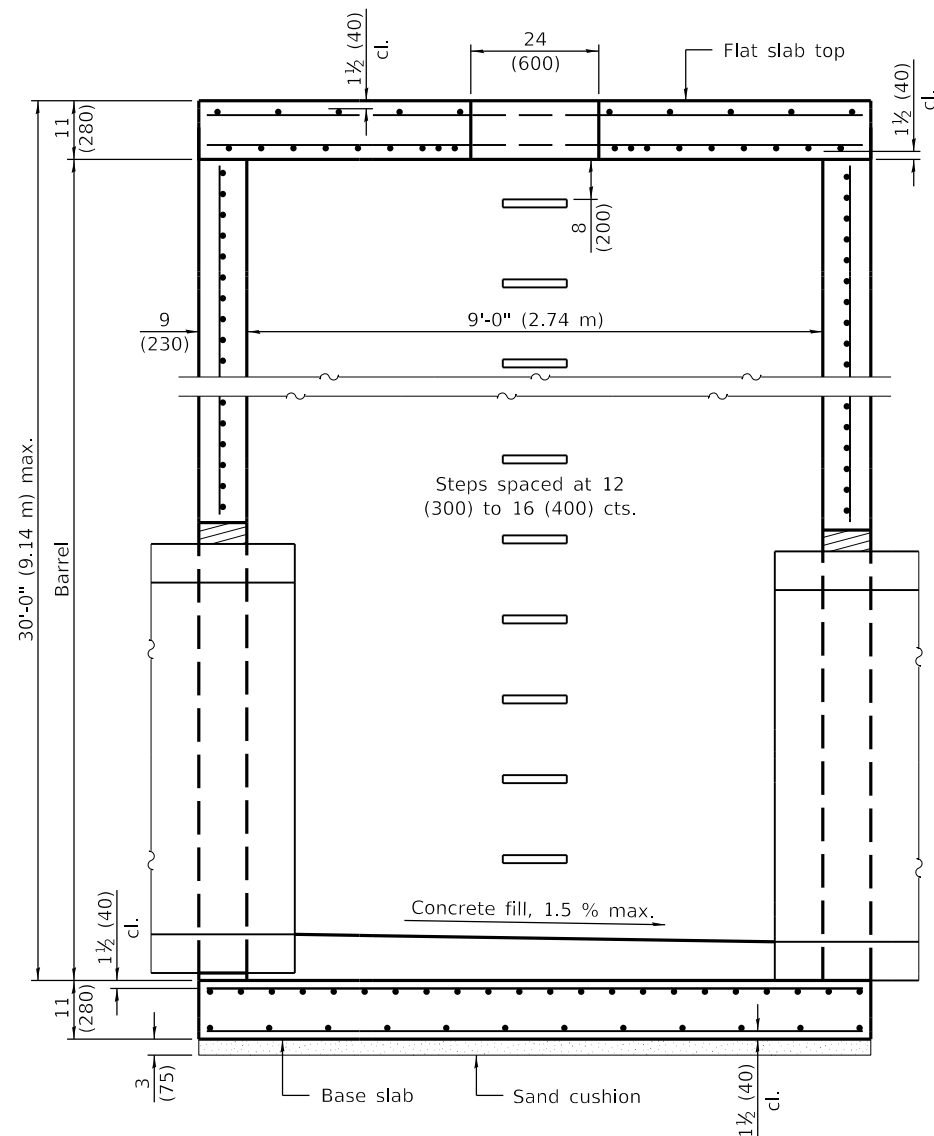 24
(600)
1½ (40)
cl.
Flat slab top
1½ (40)
cl.
11
(280)
8
(200)
9
(230)
9'-0" (2.74 m)
30'-0" (9.14 m) max.
Barrel
Steps spaced at 12
(300) to 16 (400) cts.
Concrete fill, 1.5 % max.
1½ (40)
cl.
11
(280)
3
(75)
Base slab
Sand cushion
1½ (40)
cl.